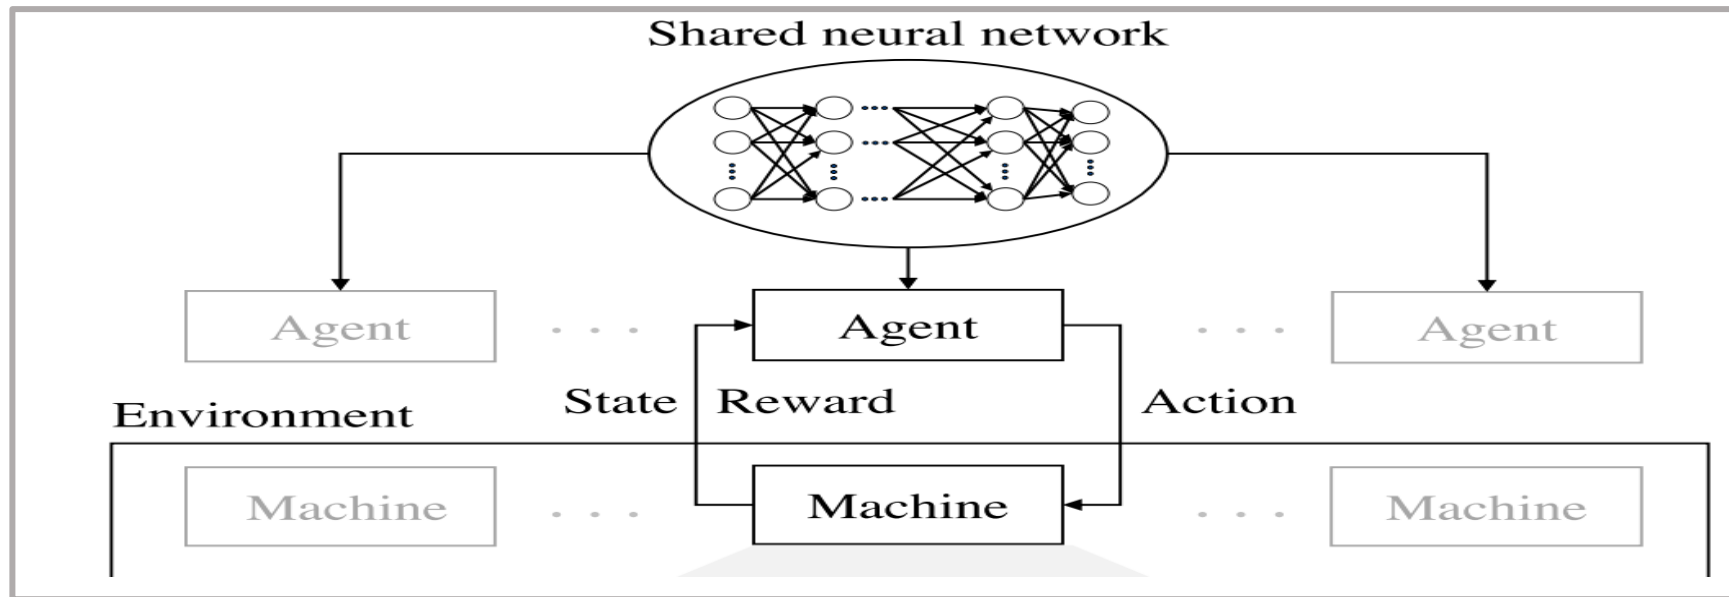 Shared neural network
Agent . . . Agent . . . Agent
State Reward Action
Environment
Machine . . . Machine . . . Machine